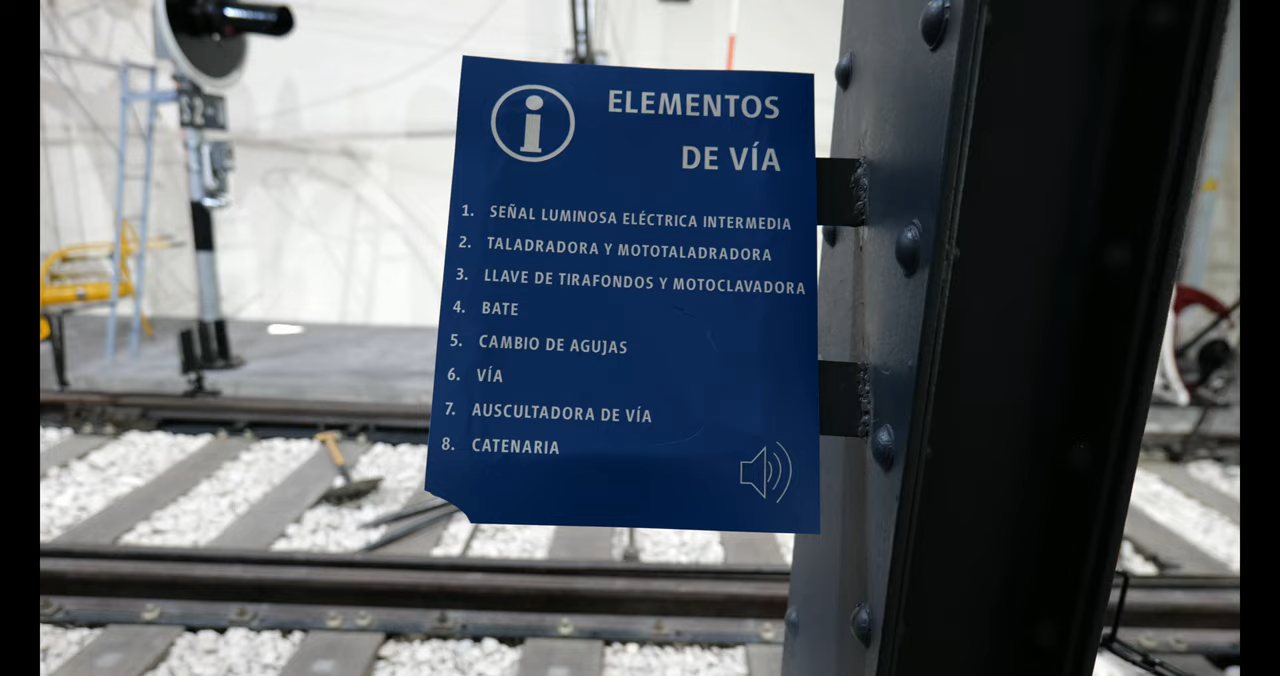 ELEMENTOS
DE VÍA
1. SEÑAL LUMINOSA ELÉCTRICA INTERMEDIA
2. TALADRADORA Y MOTOTALADRADORA
3. LLAVE DE TIRAFONDOS Y MOTOCLAVADORA
4. BATE
5. CAMBIO DE AGUJAS
6. VÍA
7. AUSCULTADORA DE VÍA
8. CATENARIA